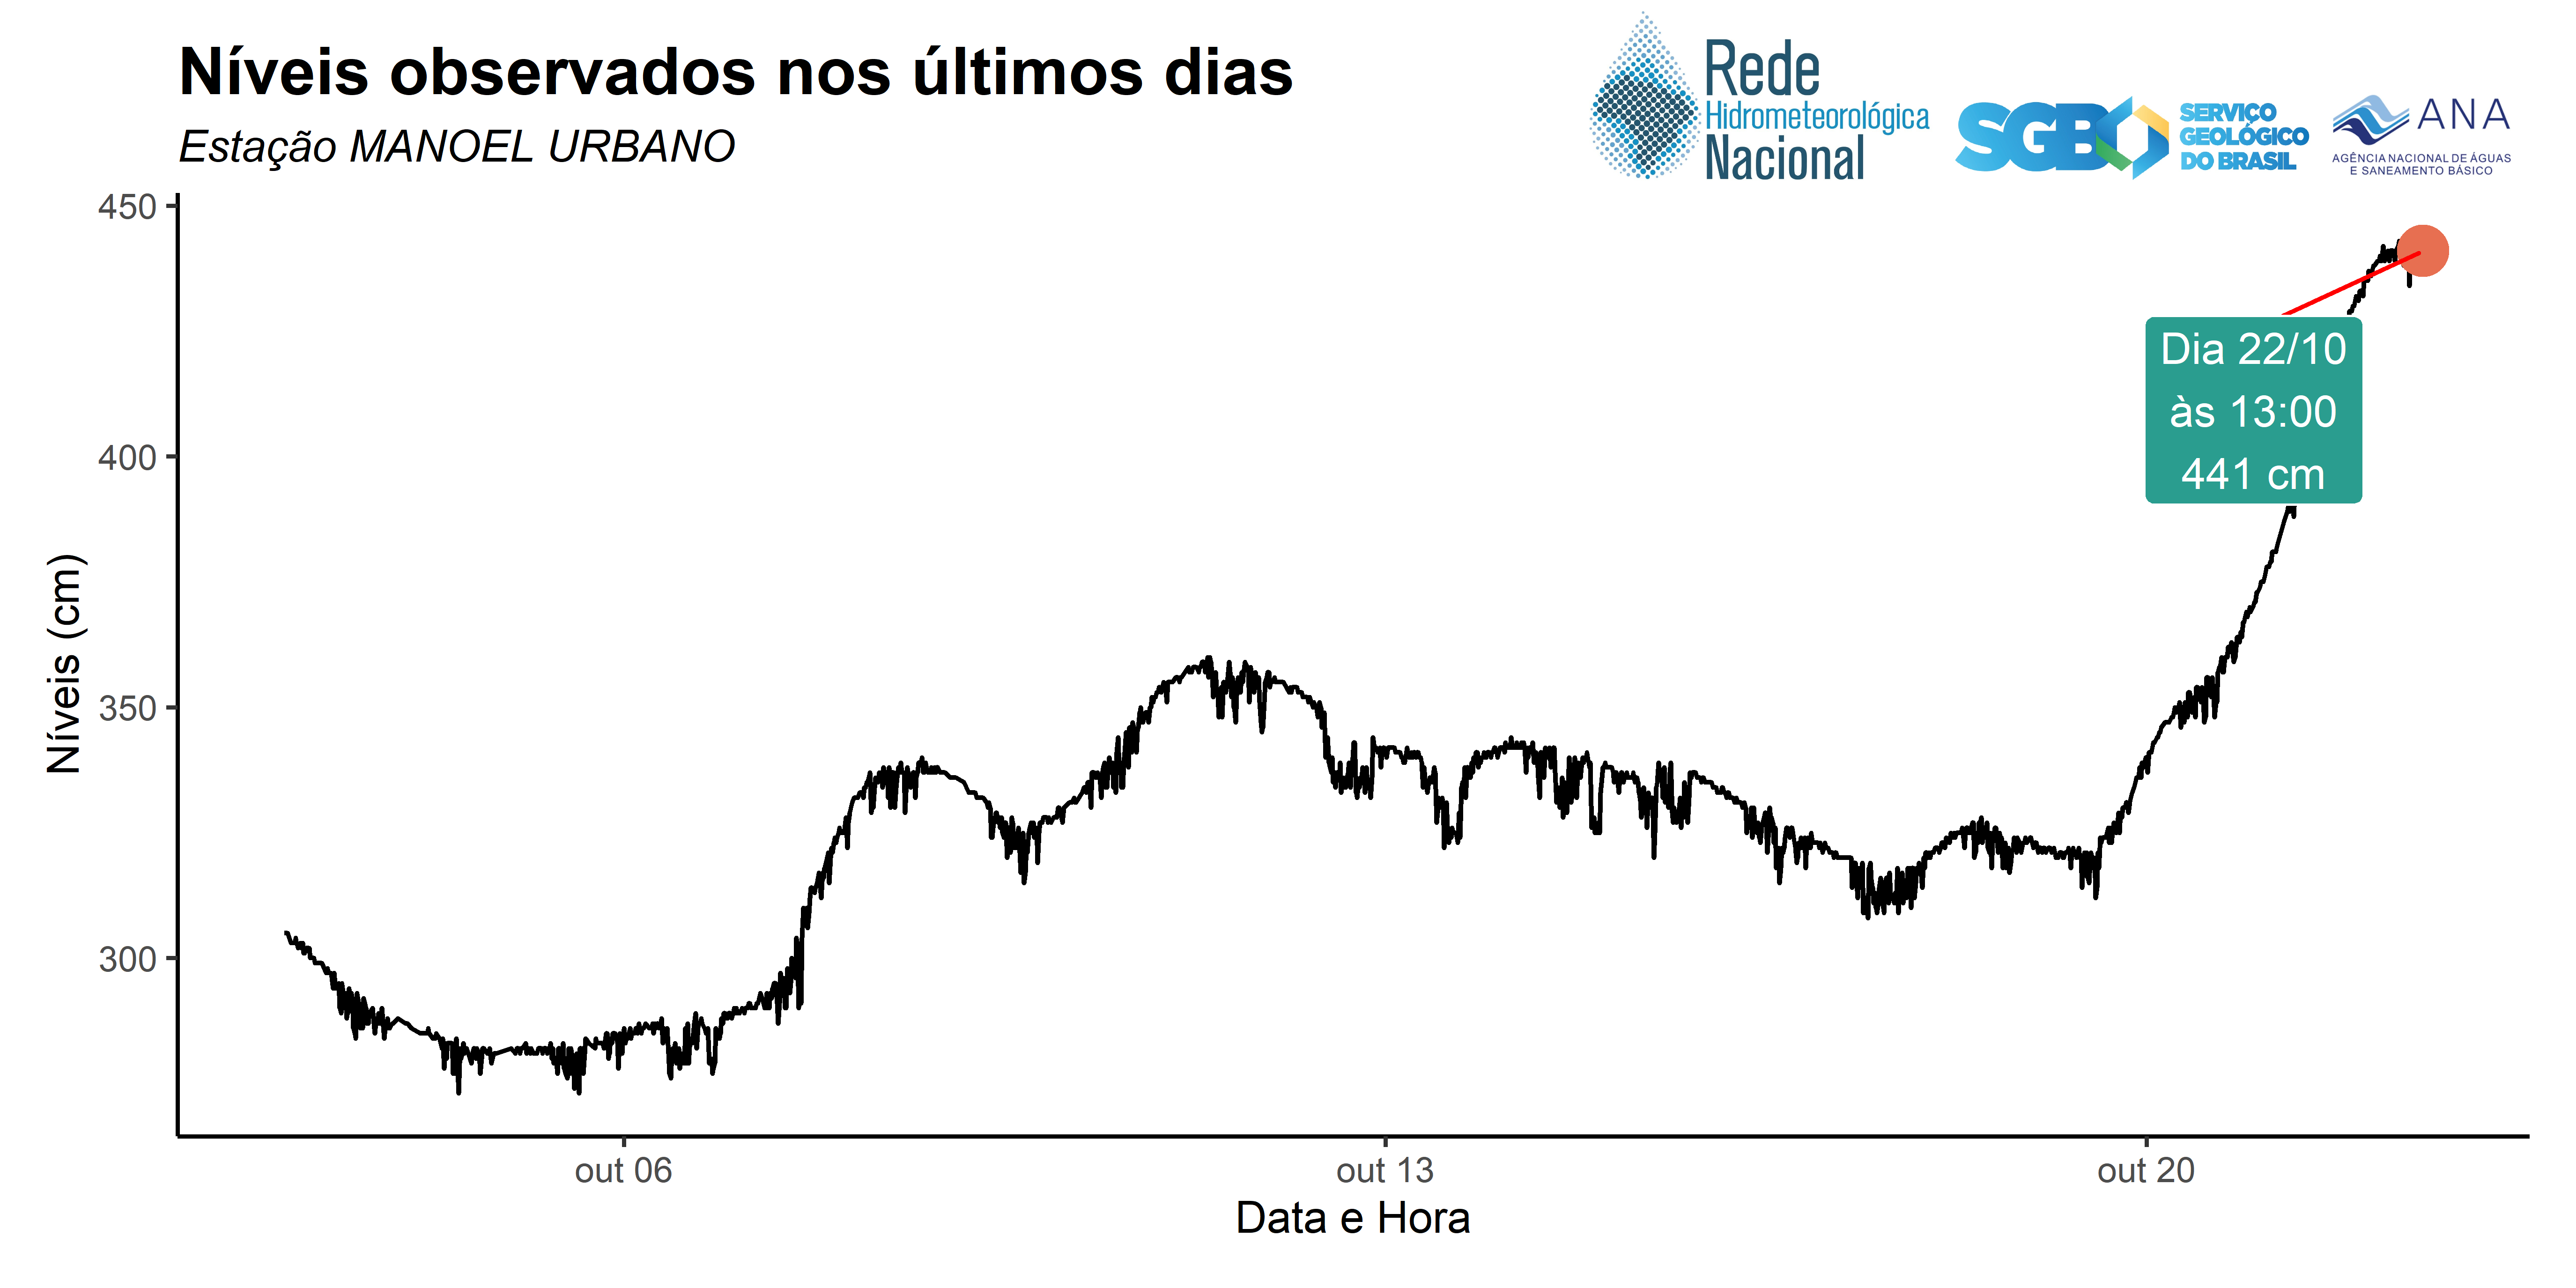 Níveis observados nos últimos dias
Estação MANOEL URBANO
Rede
Hidrometeorológica
Nacional
SGB
SERVIÇO
GEOLÓGICO
DO BRASIL
ANA
AGÊNCIA NACIONAL DE ÁGUAS
E SANEAMENTO BÁSICO
Níveis (cm)
450
400
350
300
Dia 22/10
às 13:00
441 cm
out 06
out 13
out 20
Data e Hora